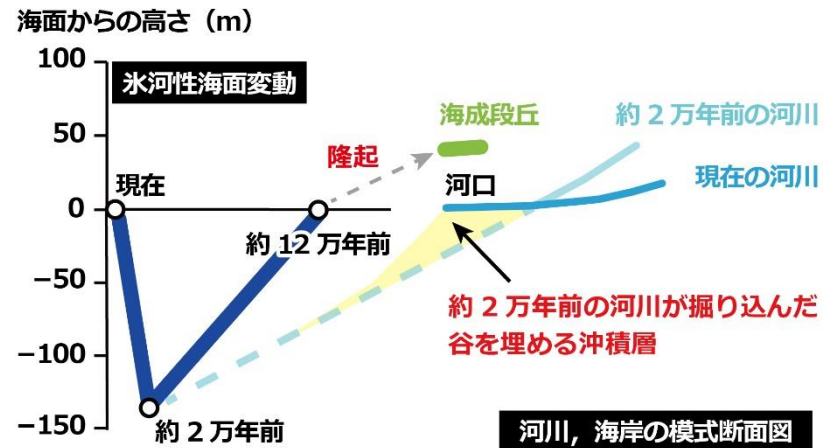 海面からの高さ（m）
100
氷河性海面変動
50
海成段丘
約２万年前の河川
隆起
現在
河口
現在の河川
0
約12万年前
−50
約２万年前の河川が掘り込んだ
谷を埋める沖積層
−100
−150
約２万年前
河川，海岸の模式断面図